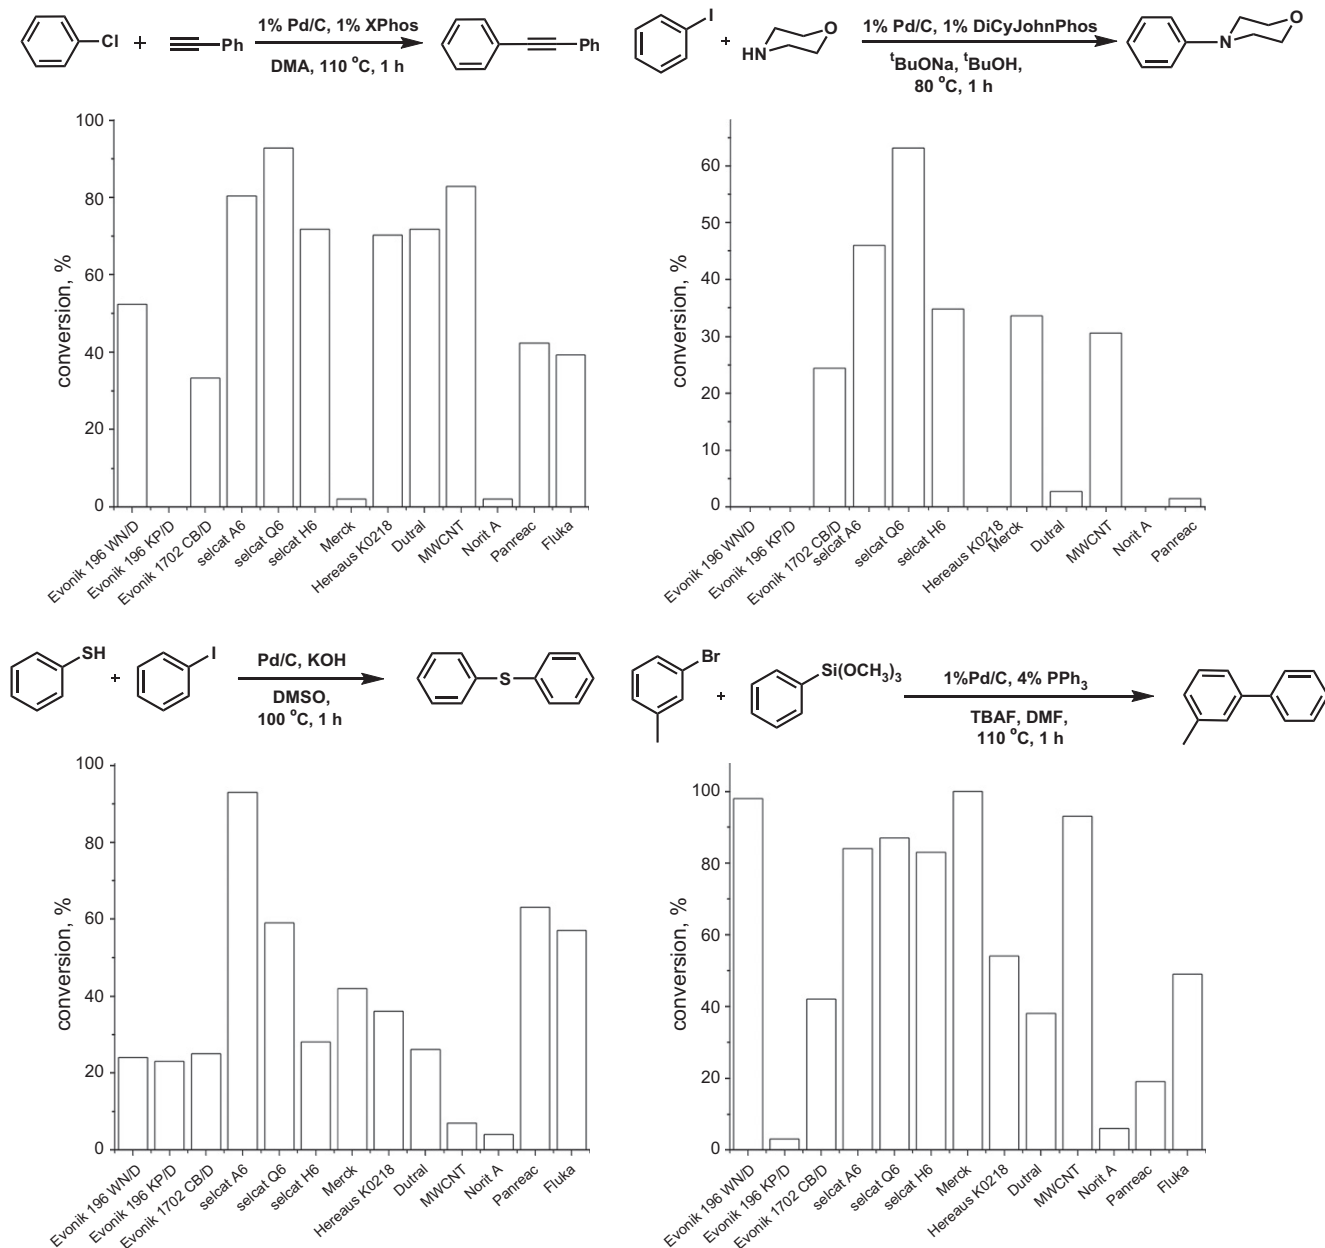 Cl + Ph
1% Pd/C, 1% XPhos
DMA, 110 °C, 1 h
Ph
I + HN O
1% Pd/C, 1% DiCyJohnPhos
tBuONa, tBuOH,
80 °C, 1 h
N O
conversion, %
100
80
60
40
20
0
Evonik 196 WN/D
Evonik 196 KP/D
Evonik 1702 CB/D
selcat A6
selcat Q6
selcat H6
Merck
Hereaus K0218
Dutral
MWCNT
Norit A
Panreac
Fluka
conversion, %
60
50
40
30
20
10
0
Evonik 196 WN/D
Evonik 196 KP/D
Evonik 1702 CB/D
selcat A6
selcat Q6
selcat H6
Hereaus K0218
Merck
Dutral
MWCNT
Norit A
Panreac
SH + I
Pd/C, KOH
DMSO,
100 °C, 1 h
S
Br + Si(OCH3)3
1%Pd/C, 4% PPh3
TBAF, DMF,
110 °C, 1 h
conversion, %
100
80
60
40
20
0
Evonik 196 WN/D
Evonik 196 KP/D
Evonik 1702 CB/D
selcat A6
selcat Q6
selcat H6
Merck
Hereaus K0218
Dutral
MWCNT
Norit A
Panreac
Fluka
conversion, %
100
80
60
40
20
0
Evonik 196 WN/D
Evonik 196 KP/D
Evonik 1702 CB/D
selcat A6
selcat Q6
selcat H6
Merck
Hereaus K0218
Dutral
MWCNT
Norit A
Panreac
Fluka